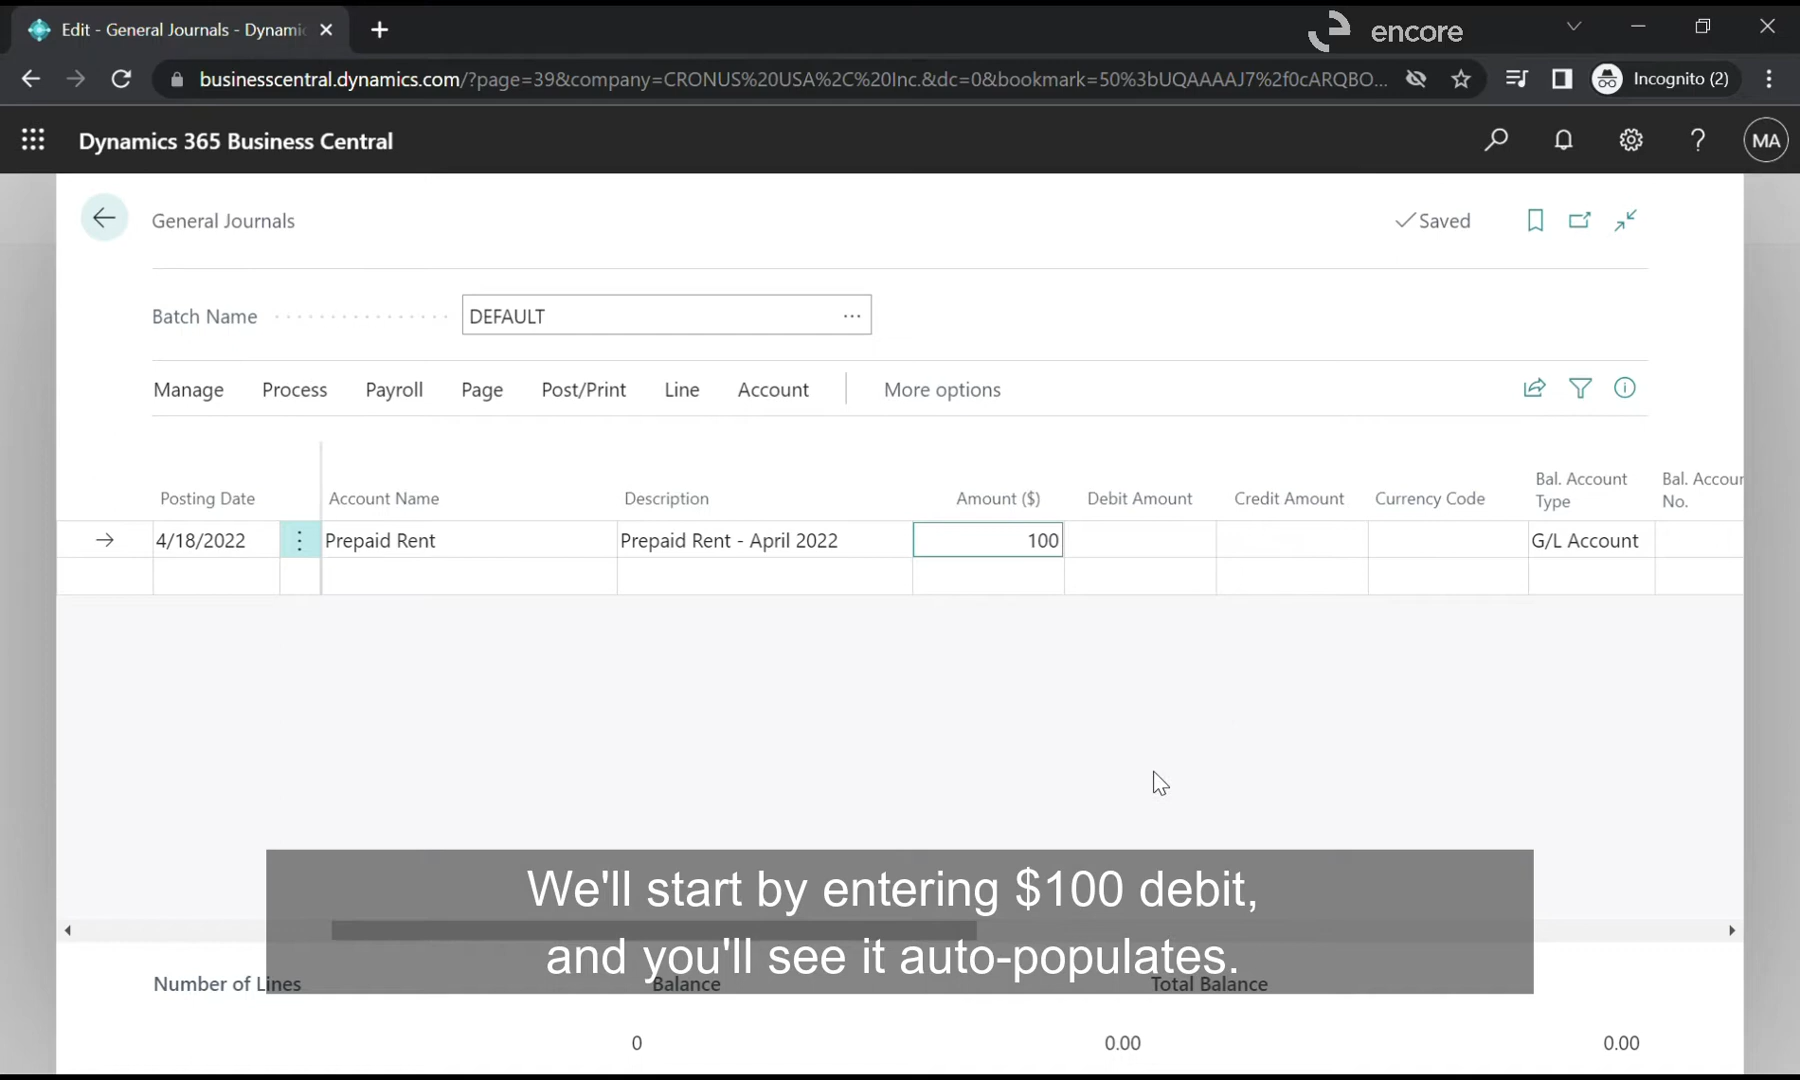 Edit - General Journals - Dynamic
encore
businesscentral.dynamics.com/?page=39&company=CRONUS%20USA%2C%20Inc.&dc=0&bookmark=50%3bUQAAAAJ7%2f0cARQBO...
Incognito (2)
Dynamics 365 Business Central
MA
General Journals
Saved
Batch Name
DEFAULT
Manage Process Payroll Page Post/Print Line Account More options
Posting Date Account Name Description Amount ($) Debit Amount Credit Amount Currency Code Bal. Account Type Bal. Accour No.
4/18/2022 Prepaid Rent Prepaid Rent - April 2022 100 G/L Account
We'll start by entering $100 debit,
and you'll see it auto-populates.
Number of Lines Balance Total Balance
0 0.00 0.00